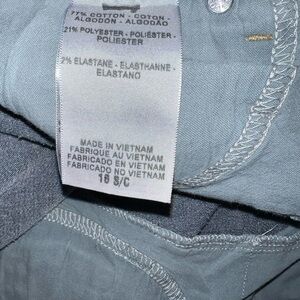 77% COTTON - COTON -
ALGODON - ALGODÃO
21% POLYESTER - POLIÉSTER -
POLIESTER
2% ELASTANE - ELASTHANNE -
ELASTANO
MADE IN VIETNAM
FABRIQUE AU VIETNAM
FABRICADO EN VIETNAM
FABRICADO NO VIETNAM
16 S/C